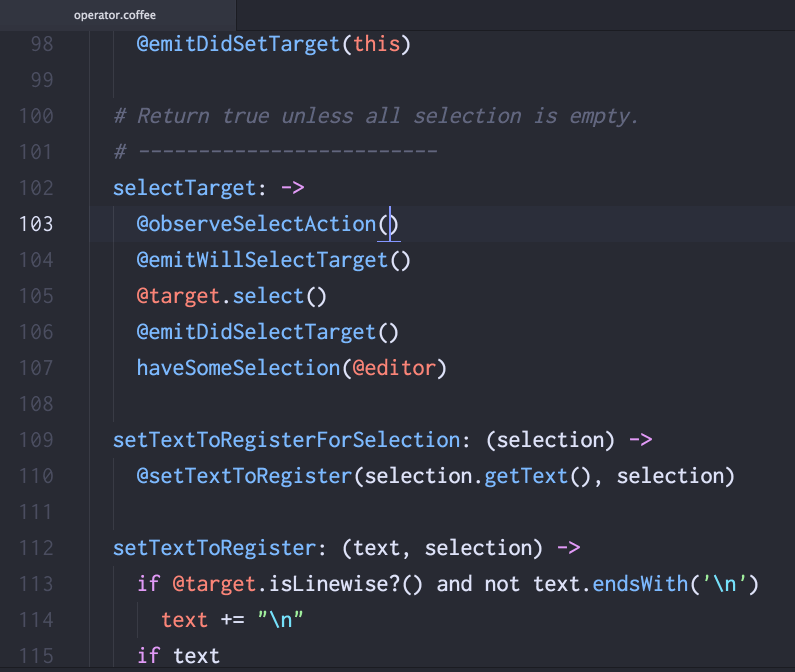 operator.coffee
98 @emitDidSetTarget(this)
99
100 # Return true unless all selection is empty.
101 # -------------------------
102 selectTarget: ->
103 @observeSelectAction()
104 @emitWillSelectTarget()
105 @target.select()
106 @emitDidSelectTarget()
107 haveSomeSelection(@editor)
108
109 setTextToRegisterForSelection: (selection) ->
110 @setTextToRegister(selection.getText(), selection)
111
112 setTextToRegister: (text, selection) ->
113 if @target.isLinewise?() and not text.endsWith('\n')
114 text += "\n"
115 if text